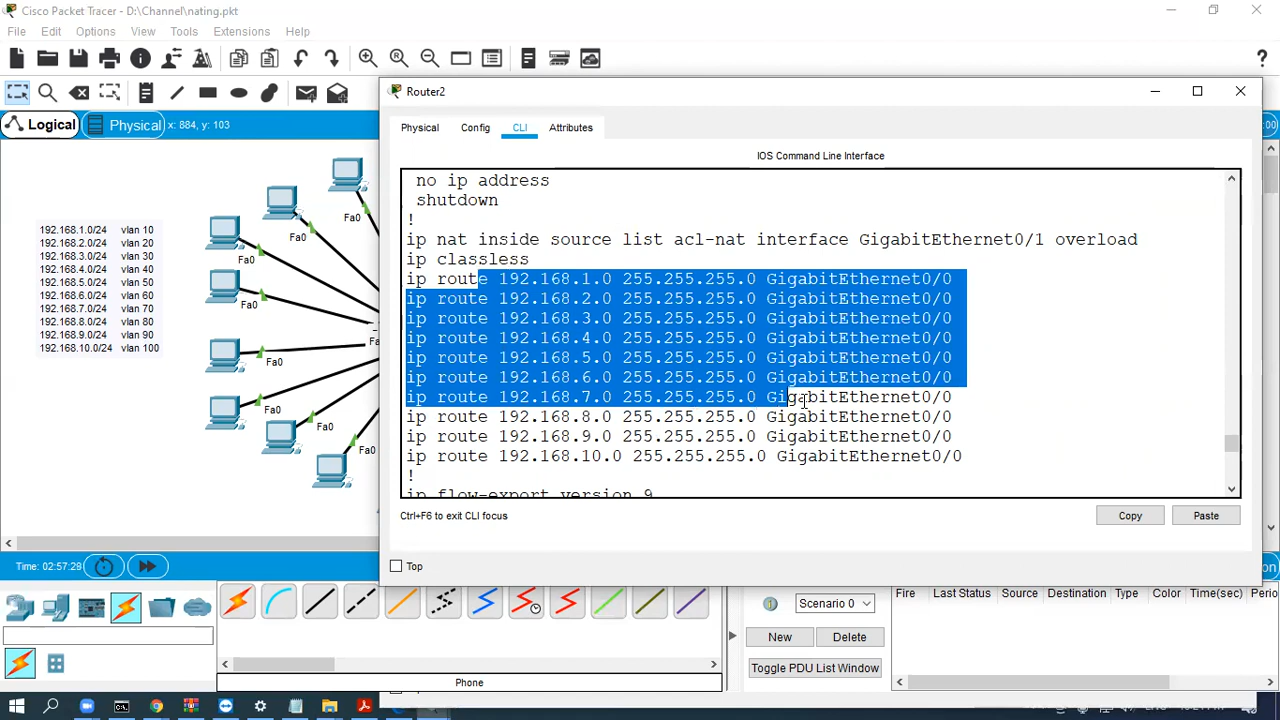 Cisco Packet Tracer - D:\Channel\nating.pkt
File Edit Options View Tools Extensions Help
Logical Physical x: 884, y: 103
Router2
Physical Config CLI Attributes
IOS Command Line Interface
no ip address
shutdown
!
ip nat inside source list acl-nat interface GigabitEthernet0/1 overload
ip classless
ip route 192.168.1.0 255.255.255.0 GigabitEthernet0/0
ip route 192.168.2.0 255.255.255.0 GigabitEthernet0/0
ip route 192.168.3.0 255.255.255.0 GigabitEthernet0/0
ip route 192.168.4.0 255.255.255.0 GigabitEthernet0/0
ip route 192.168.5.0 255.255.255.0 GigabitEthernet0/0
ip route 192.168.6.0 255.255.255.0 GigabitEthernet0/0
ip route 192.168.7.0 255.255.255.0 GigabitEthernet0/0
ip route 192.168.8.0 255.255.255.0 GigabitEthernet0/0
ip route 192.168.9.0 255.255.255.0 GigabitEthernet0/0
ip route 192.168.10.0 255.255.255.0 GigabitEthernet0/0
!
ip flow-export version 9
Ctrl+F6 to exit CLI focus
Copy Paste
Top
192.168.1.0/24 vlan 10
192.168.2.0/24 vlan 20
192.168.3.0/24 vlan 30
192.168.4.0/24 vlan 40
192.168.5.0/24 vlan 50
192.168.6.0/24 vlan 60
192.168.7.0/24 vlan 70
192.168.8.0/24 vlan 80
192.168.9.0/24 vlan 90
192.168.10.0/24 vlan 100
Fa0
Fa0
Fa0
Fa0
Fa0
Fa0
Fa0
Fa0
Fa
Time: 02:57:29
Scenario 0
New Delete
Toggle PDU List Window
Fire Last Status Source Destination Type Color Time(sec) Perio
Phone